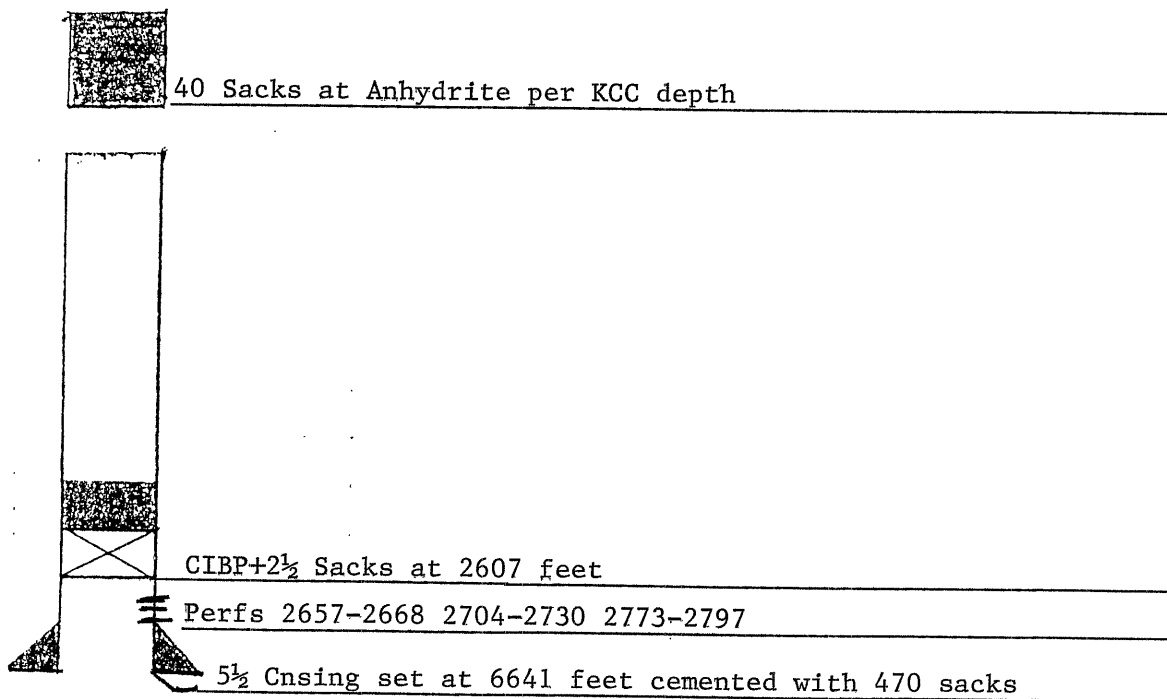 40 Sacks at Anhydrite per KCC depth
CIBP+2½ Sacks at 2607 feet
Perfs 2657-2668 2704-2730 2773-2797
5½ Cnsing set at 6641 feet cemented with 470 sacks